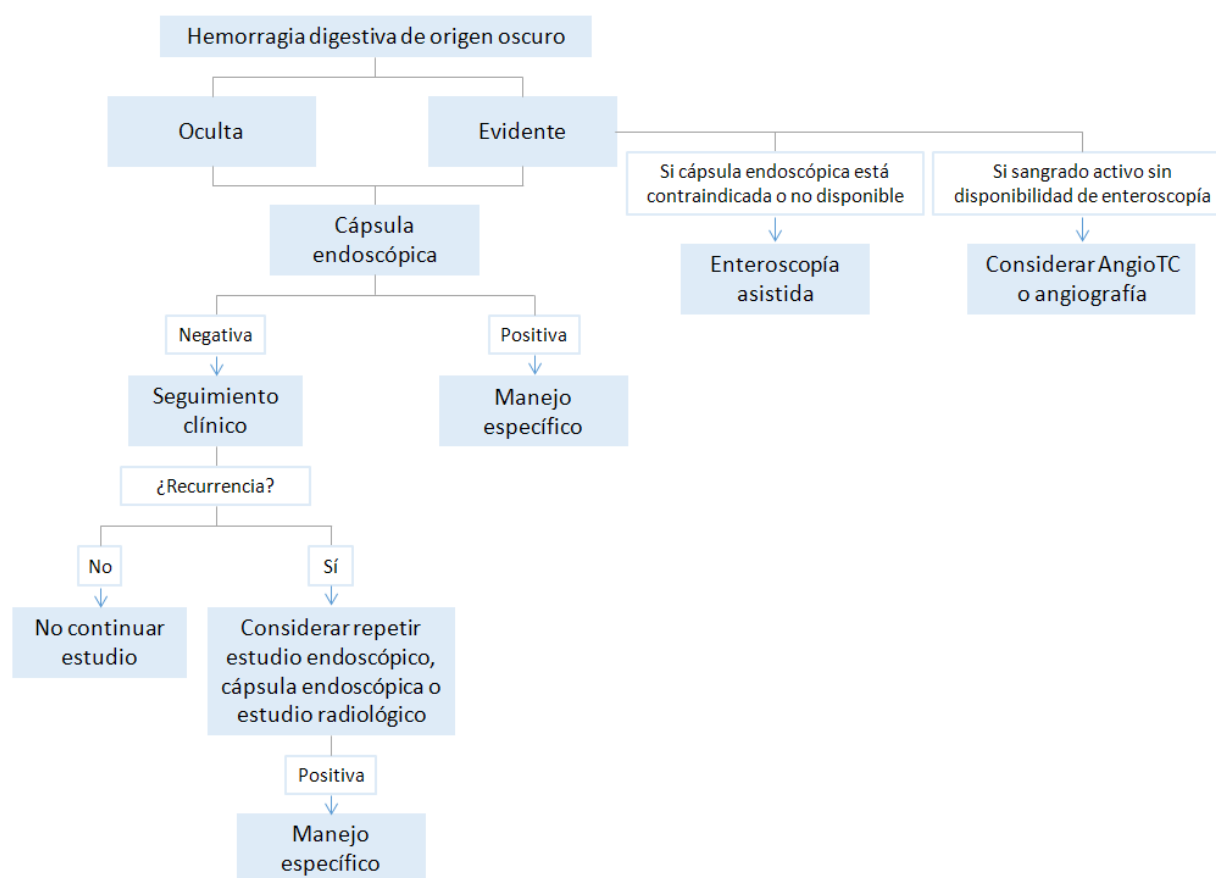 Hemorragia digestiva de origen oscuro
Oculta
Evidente
Si cápsula endoscópica está
contraindicada o no disponible
Si sangrado activo sin
disponibilidad de enteroscopía
Cápsula
endoscópica
Enteroscopía
asistida
Considerar AngioTC
o angiografía
Negativa
Positiva
Seguimiento
clínico
Manejo
específico
¿Recurrencia?
No
Sí
No continuar
estudio
Considerar repetir
estudio endoscópico,
cápsula endoscópica o
estudio radiológico
Positiva
Manejo
específico